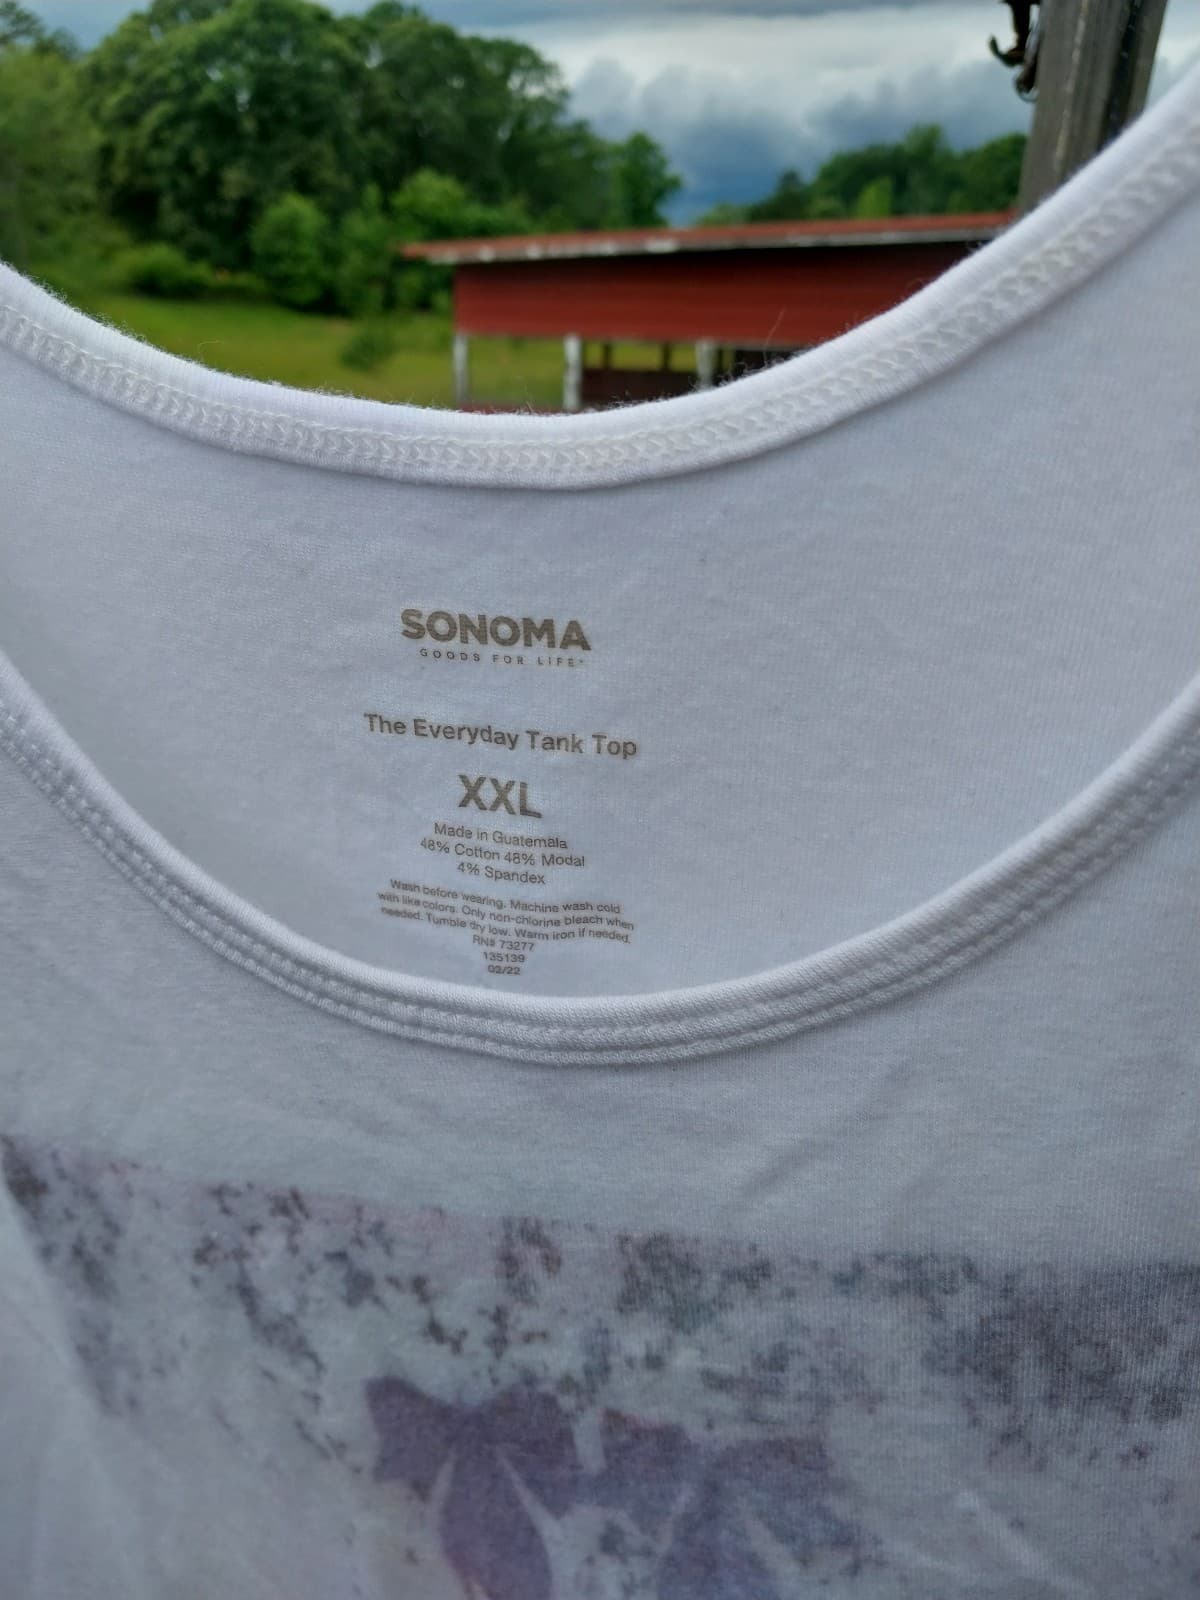 SONOMA
GOODS FOR LIFE
The Everyday Tank Top
XXL
Made in Guatemala
48% Cotton 48% Modal
4% Spandex
Wash before wearing. Machine wash cold
with like colors. Only non-chlorine bleach when
needed. Tumble dry low. Warm iron if needed.
RN# 73277
135139
02/22